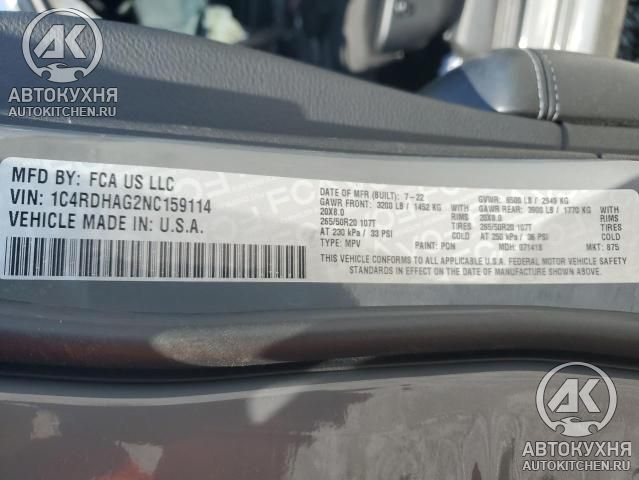 AK
АВТОКУХНЯ
AUTOKITCHEN.RU
MFD BY: FCA US LLC
VIN: 1C4RDHAG2NC159114
VEHICLE MADE IN: U.S.A.
DATE OF MFR (BUILT): 7-22 GVWR: 6500 LB / 2949 KG
GAWR FRONT: 3200 LB / 1452 KG WITH GAWR REAR: 3900 LB / 1770 KG WITH
20X8.0 RIMS 20X8.0 RIMS
265/50R20 107T TIRES 265/50R20 107T TIRES
AT 230 kPa / 33 PSI COLD AT 250 kPa / 36 PSI COLD
TYPE: MPV PAINT: PDN MDH: 071413 MKT: 875
THIS VEHICLE CONFORMS TO ALL APPLICABLE U.S.A. FEDERAL MOTOR VEHICLE SAFETY
STANDARDS IN EFFECT ON THE DATE OF MANUFACTURE SHOWN ABOVE.
AK
АВТОКУХНЯ
AUTOKITCHEN.RU